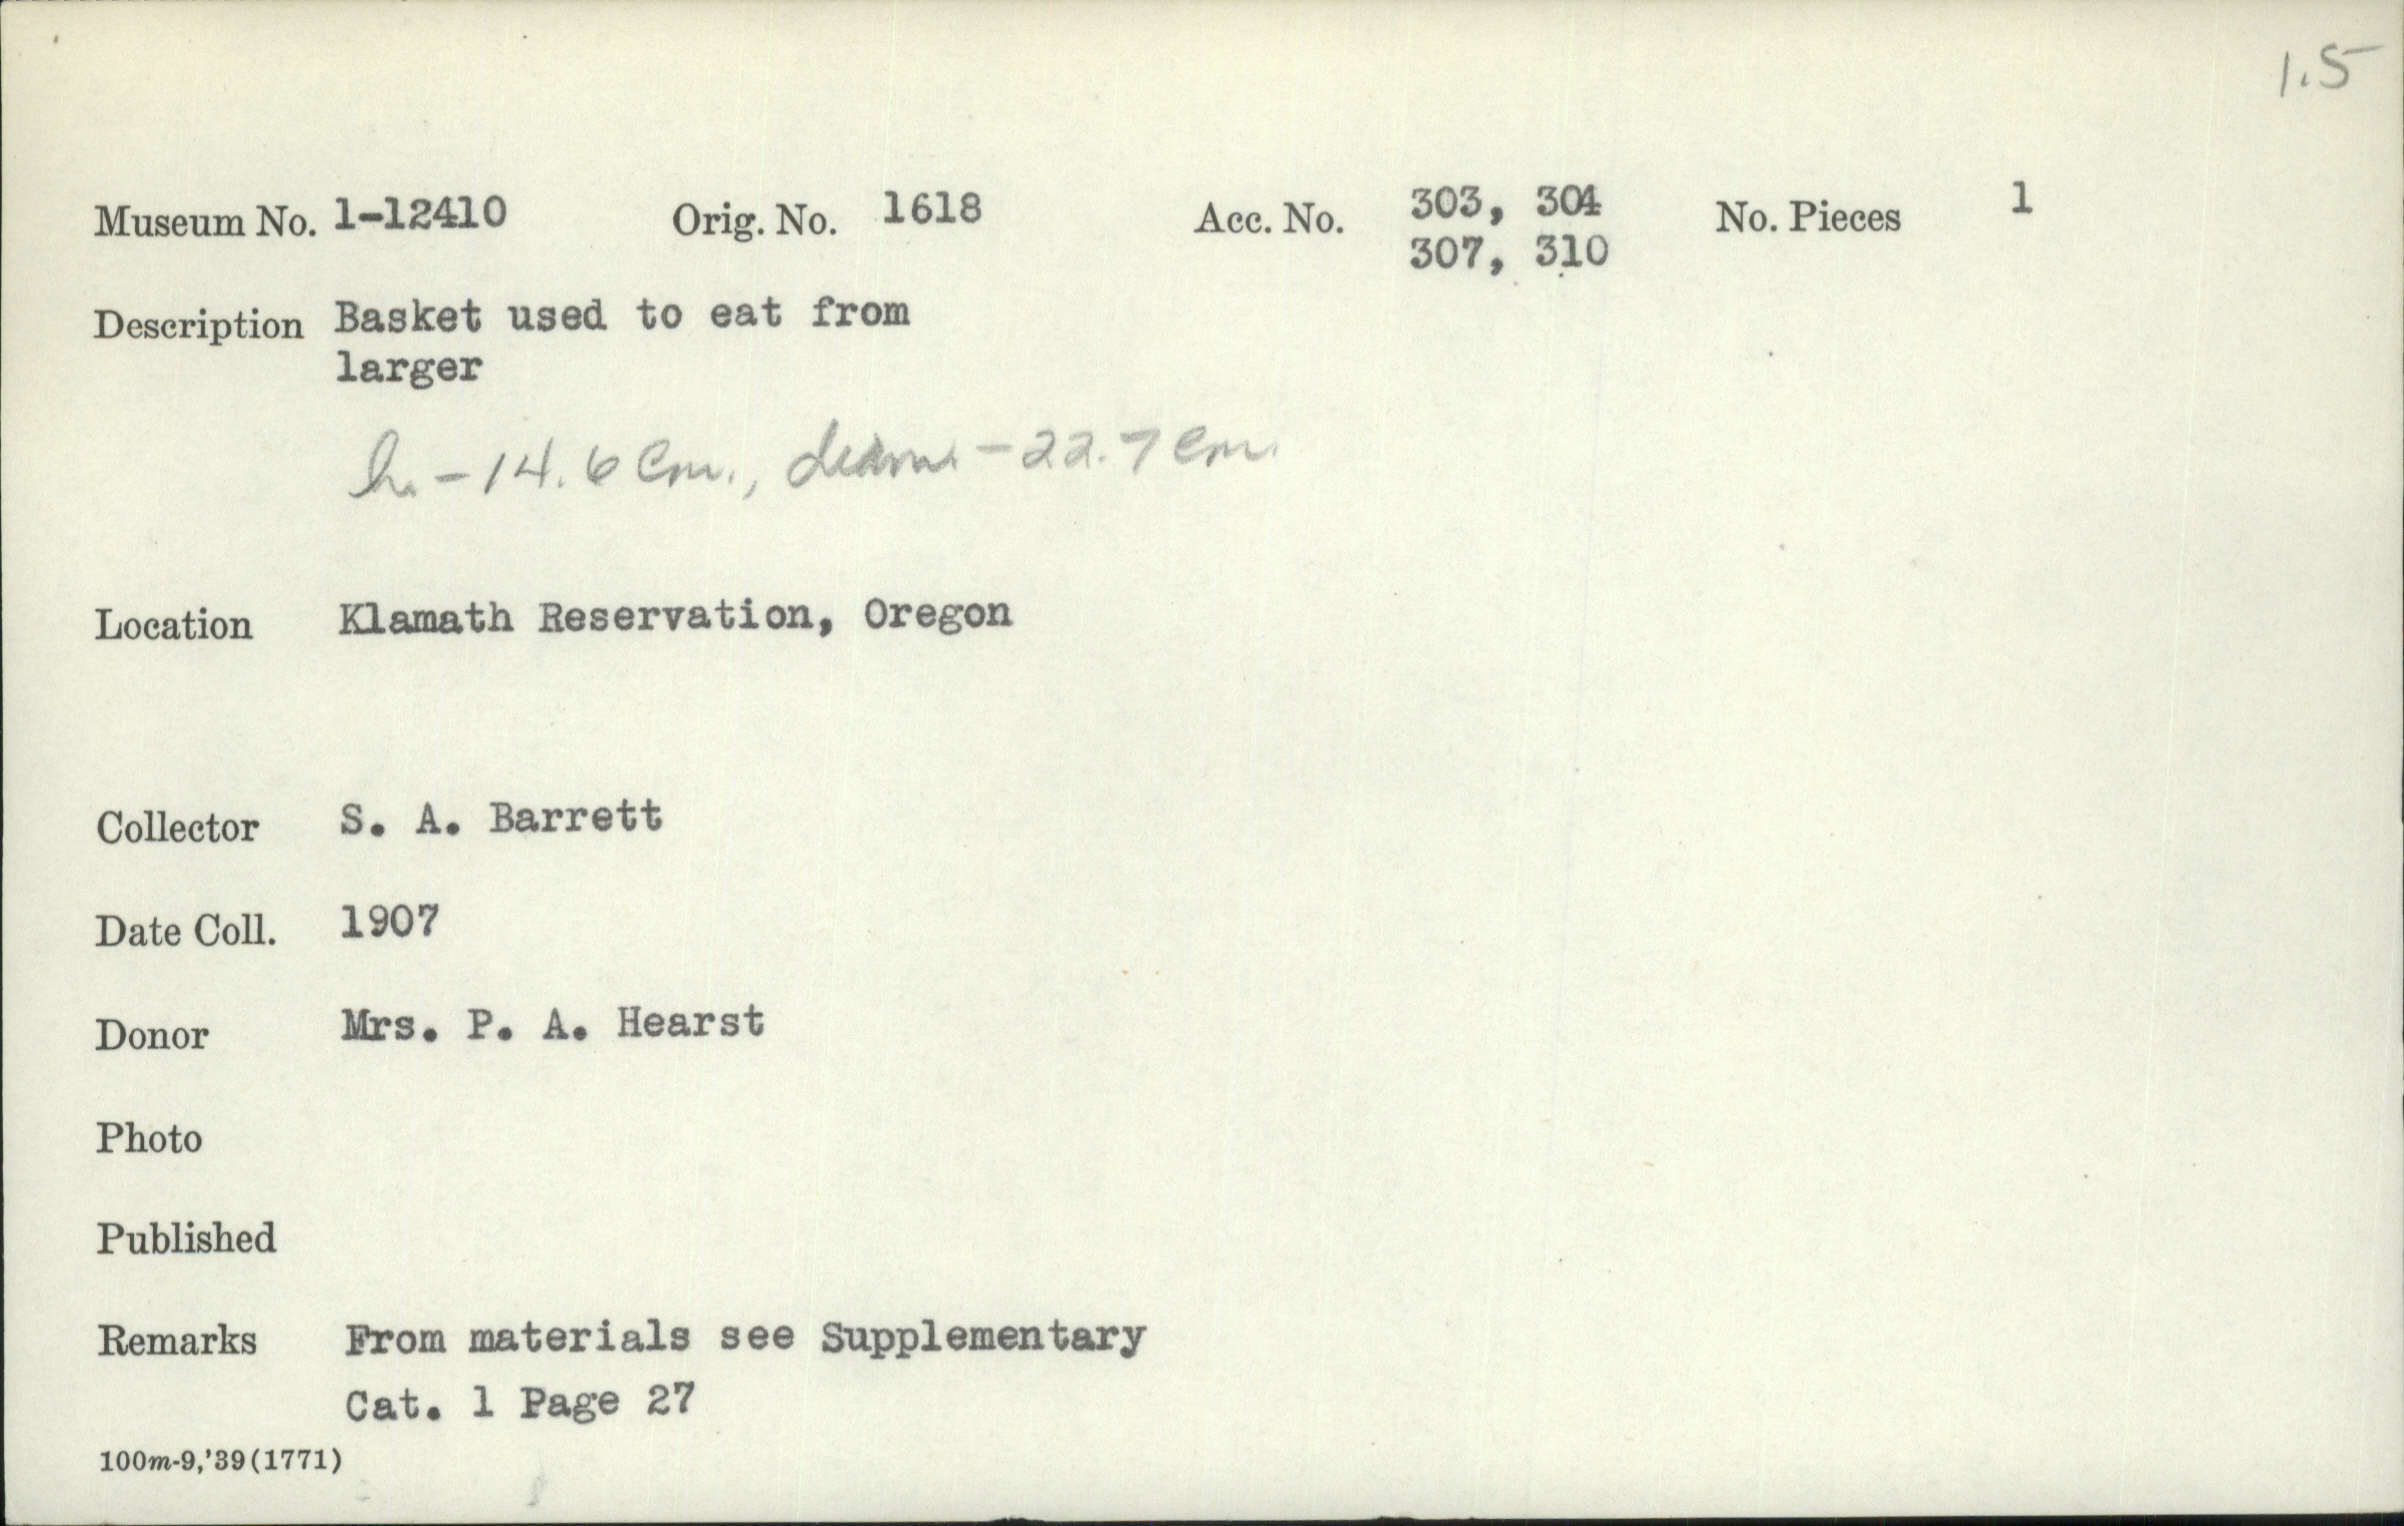 1.5
Museum No. 1-12410 Orig. No. 1618 Acc. No. 303, 304 No. Pieces 1
307, 310
Description Basket used to eat from
larger
h. - 14.6 cm., diam - 22.7 cm.
Location Klamath Reservation, Oregon
Collector S. A. Barrett
Date Coll. 1907
Donor Mrs. P. A. Hearst
Photo
Published
Remarks From materials see Supplementary
Cat. 1 Page 27
100m-9,'39(1771)